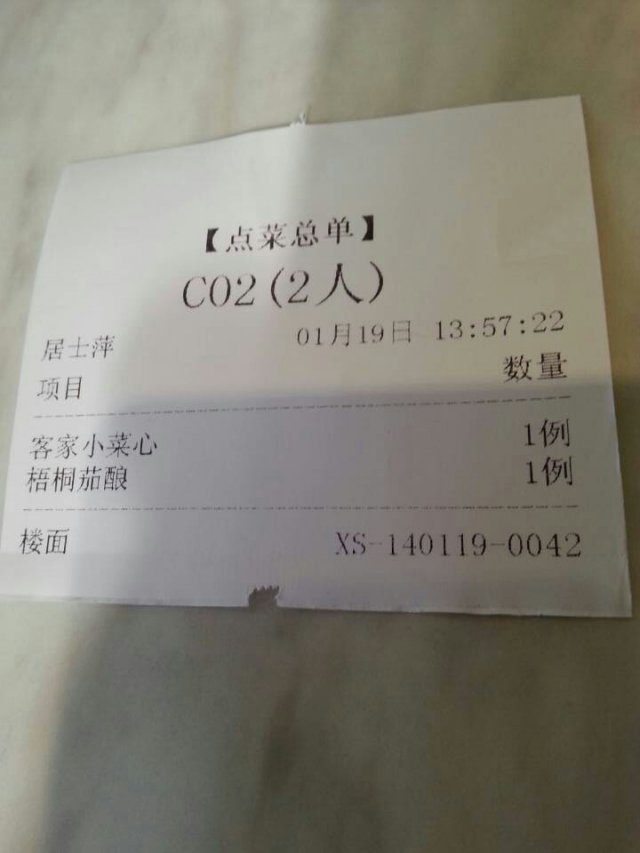 【点菜总单】
C02(2人)
居士萍 01月19日 13:57:22
项目 数量
客家小菜心 1例
梧桐茄酿 1例
楼面 XS-140119-0042